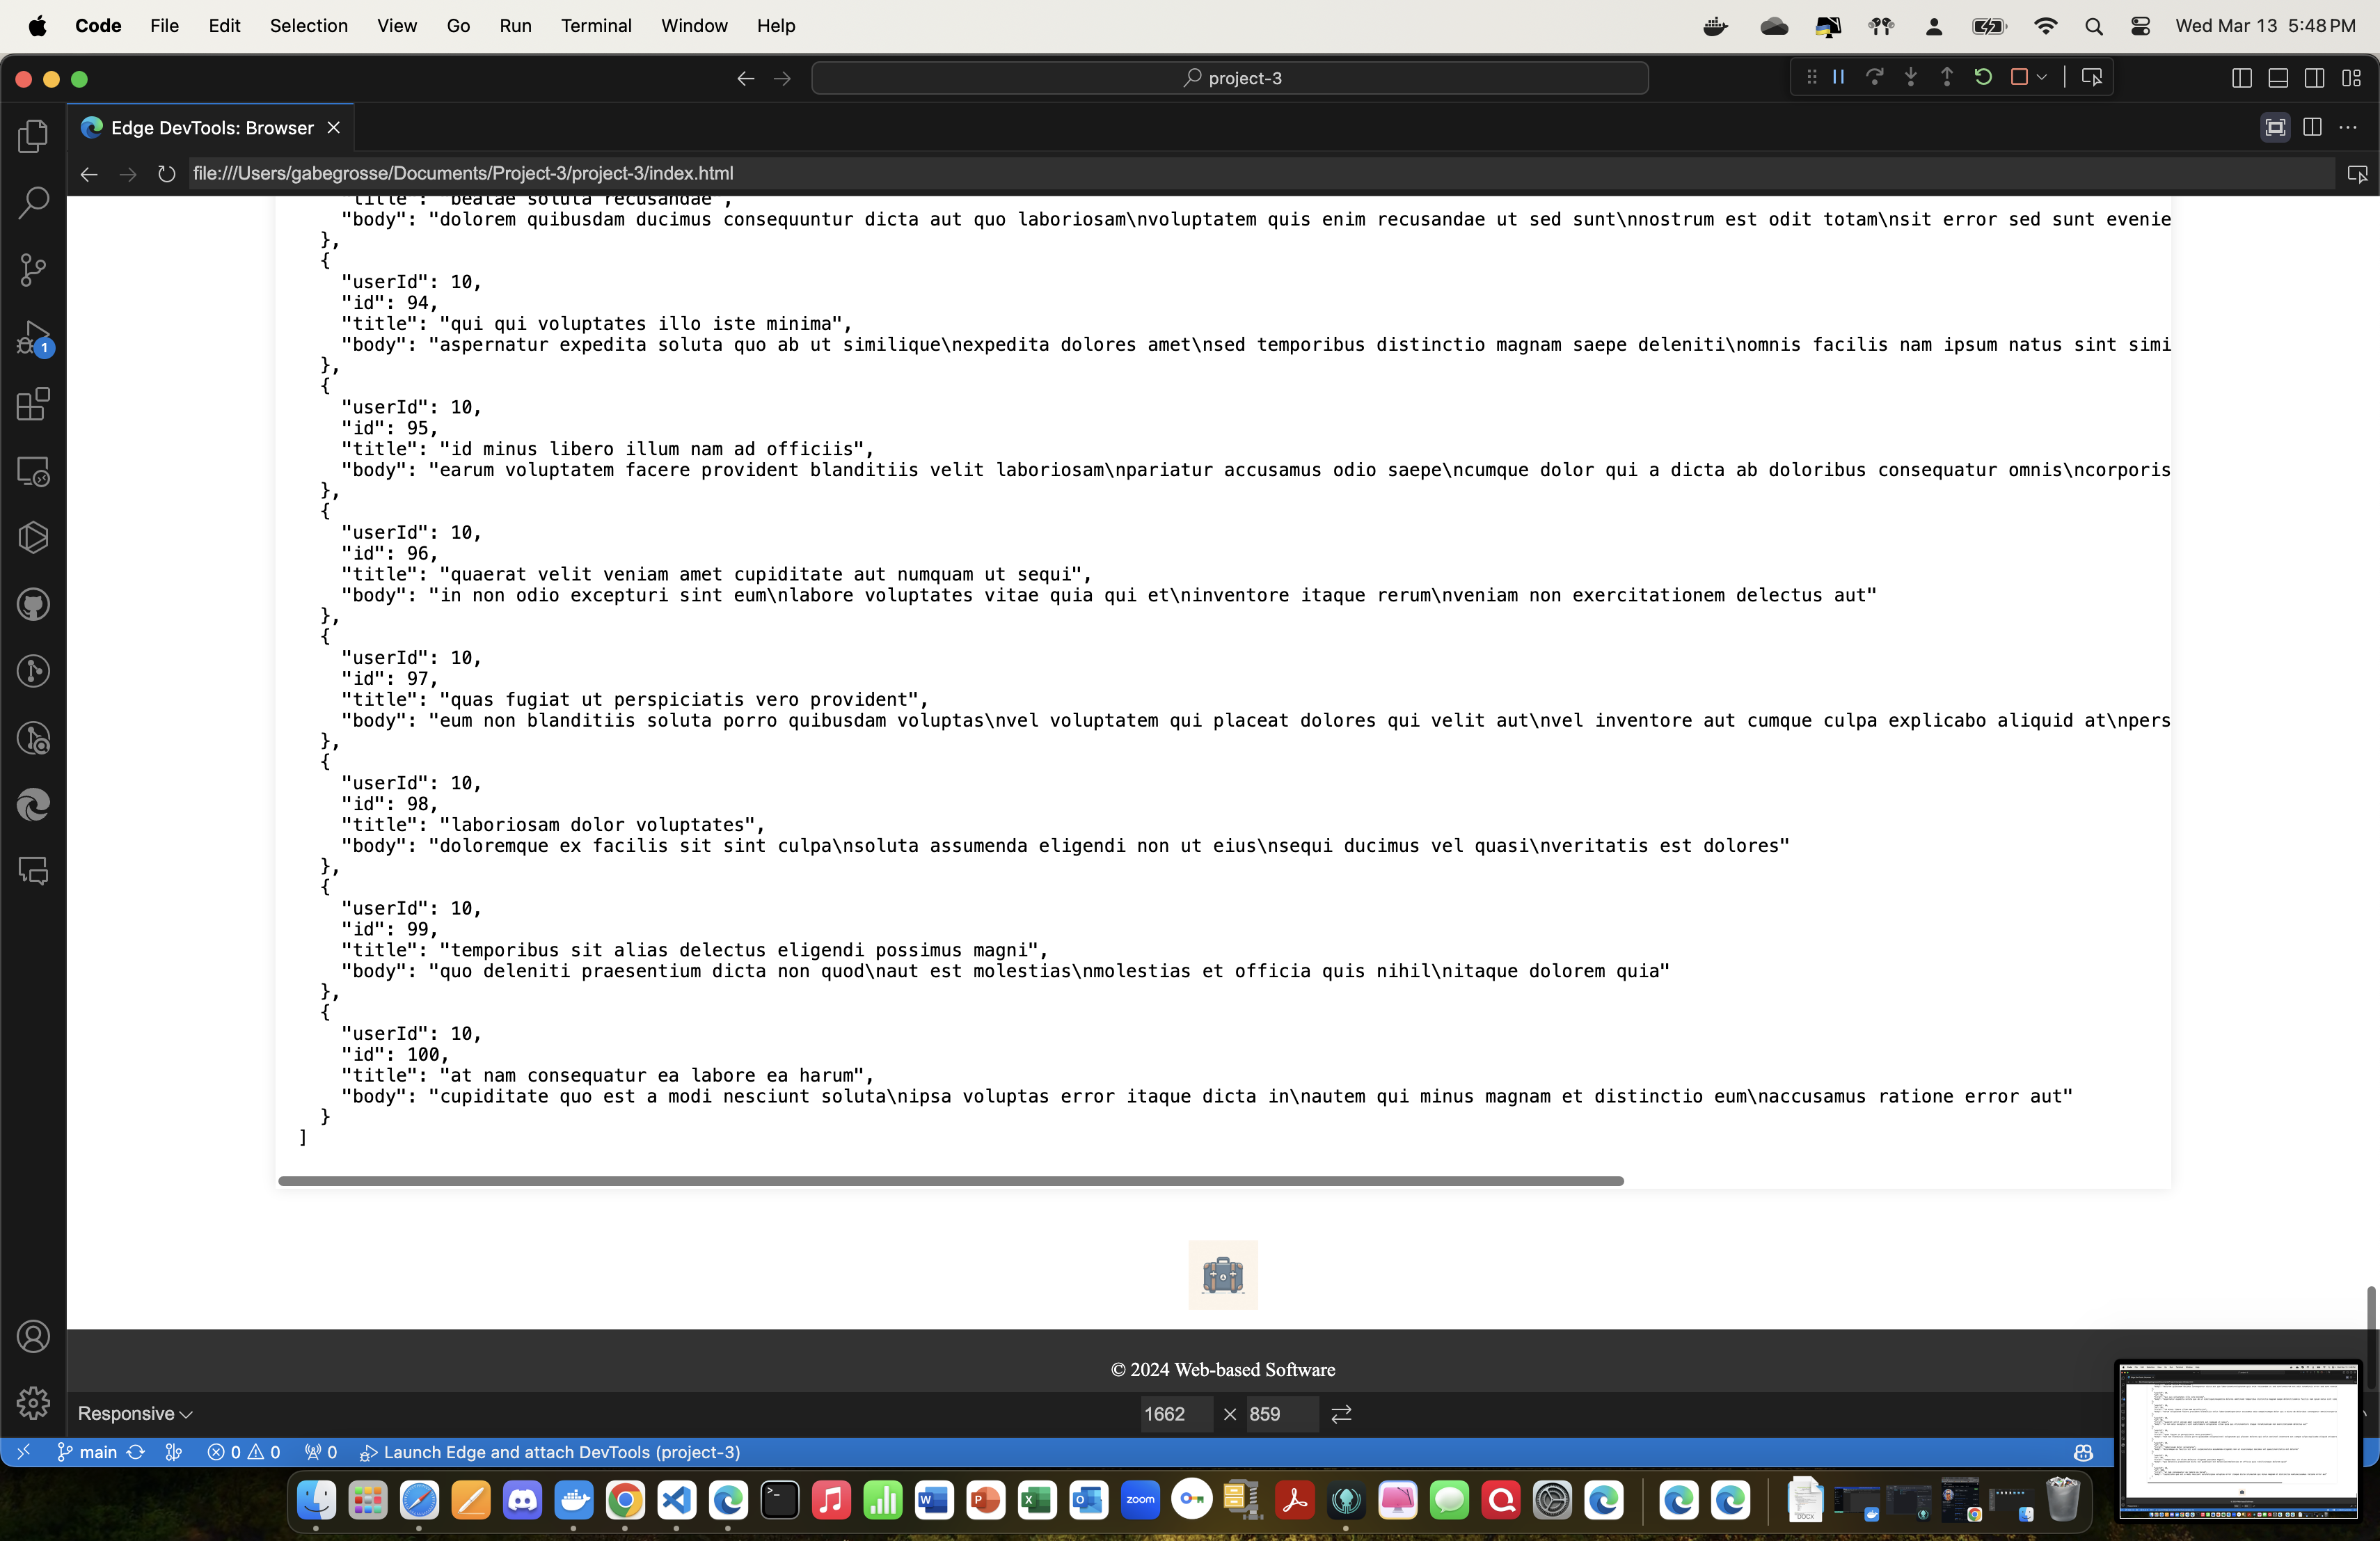 Code File Edit Selection View Go Run Terminal Window Help Wed Mar 13 5:48 PM
project-3
Edge DevTools: Browser
file:///Users/gabegrosse/Documents/Project-3/project-3/index.html
"title": "beatae soluta recusandae",
"body": "dolorem quibusdam ducimus consequuntur dicta aut quo laboriosam\nvoluptatem quis enim recusandae ut sed sunt\nnostrum est odit totam\nsit error sed sunt evenie
},
{
"userId": 10,
"id": 94,
"title": "qui qui voluptates illo iste minima",
"body": "aspernatur expedita soluta quo ab ut similique\nexpedita dolores amet\nsed temporibus distinctio magnam saepe deleniti\nomnis facilis nam ipsum natus sint simi
},
{
"userId": 10,
"id": 95,
"title": "id minus libero illum nam ad officiis",
"body": "earum voluptatem facere provident blanditiis velit laboriosam\npariatur accusamus odio saepe\ncumque dolor qui a dicta ab doloribus consequatur omnis\ncorporis
},
{
"userId": 10,
"id": 96,
"title": "quaerat velit veniam amet cupiditate aut numquam ut sequi",
"body": "in non odio excepturi sint eum\nlabore voluptates vitae quia qui et\ninventore itaque rerum\nveniam non exercitationem delectus aut"
},
{
"userId": 10,
"id": 97,
"title": "quas fugiat ut perspiciatis vero provident",
"body": "eum non blanditiis soluta porro quibusdam voluptas\nvel voluptatem qui placeat dolores qui velit aut\nvel inventore aut cumque culpa explicabo aliquid at\npers
},
{
"userId": 10,
"id": 98,
"title": "laboriosam dolor voluptates",
"body": "doloremque ex facilis sit sint culpa\nsoluta assumenda eligendi non ut eius\nsequi ducimus vel quasi\nveritatis est dolores"
},
{
"userId": 10,
"id": 99,
"title": "temporibus sit alias delectus eligendi possimus magni",
"body": "quo deleniti praesentium dicta non quod\naut est molestias\nmolestias et officia quis nihil\nitaque dolorem quia"
},
{
"userId": 10,
"id": 100,
"title": "at nam consequatur ea labore ea harum",
"body": "cupiditate quo est a modi nesciunt soluta\nipsa voluptas error itaque dicta in\nautem qui minus magnam et distinctio eum\naccusamus ratione error aut"
}
]
© 2024 Web-based Software
Responsive 1662 × 859
main 0 0 0 Launch Edge and attach DevTools (project-3)
1
zoom
DOCX